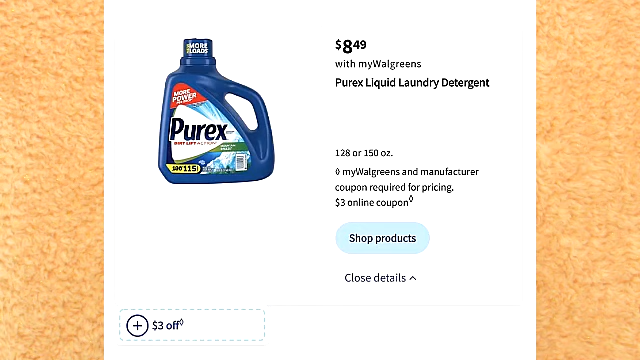 MORE
LOADS
MORE
POWER
Purex
DIRT LIFT ACTION
115
$8.49
with myWalgreens
Purex Liquid Laundry Detergent
128 or 150 oz.
◊ myWalgreens and manufacturer
coupon required for pricing.
$3 online coupon◊
Shop products
Close details
$3 off◊